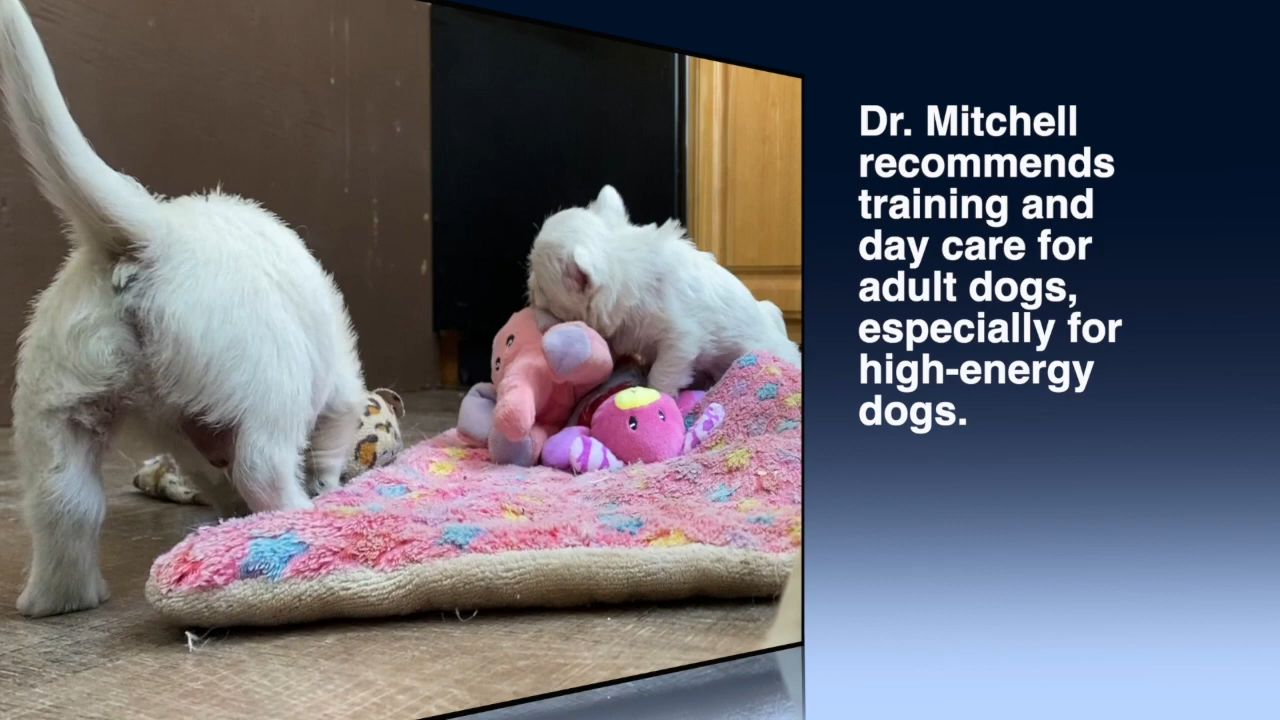 Dr. Mitchell
recommends
training and
day care for
adult dogs,
especially for
high-energy
dogs.